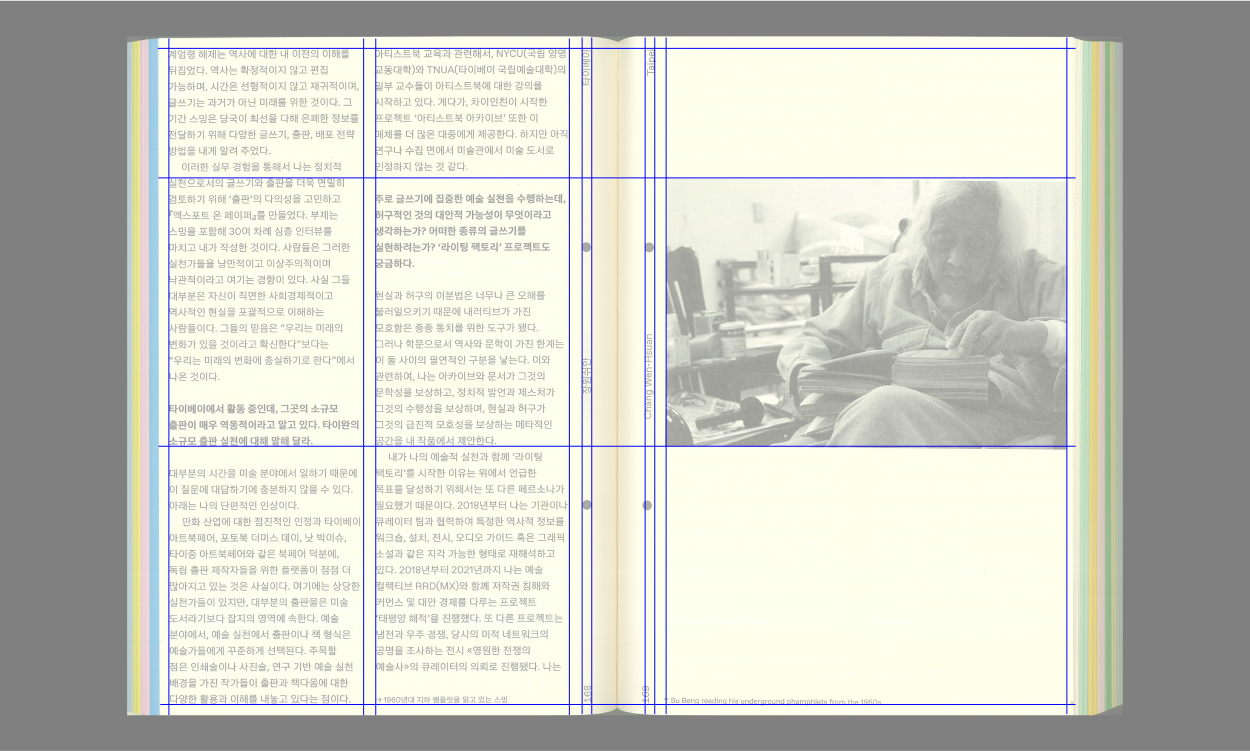 계엄령 해제는 역사에 대한 내 이전의 이해를
뒤집었다. 역사는 확정적이지 않고 편집
가능하며, 시간은 선형적이지 않고 재귀적이며,
글쓰기는 과거가 아닌 미래를 위한 것이다. 그
기간 스밍은 당국이 최선을 다해 은폐한 정보를
전달하기 위해 다양한 글쓰기, 출판, 배포 전략
방법을 내게 알려 주었다.
이러한 실무 경험을 통해서 나는 정치적
실천으로서의 글쓰기와 출판을 더욱 면밀히
검토하기 위해 ‘출판’의 다의성을 고민하고
『엑스포트 온 페이퍼』를 만들었다. 부제는
스밍을 포함해 30여 차례 심층 인터뷰를
마치고 내가 작성한 것이다. 사람들은 그러한
실천가들을 낭만적이고 이상주의적이며
낙관적이라고 여기는 경향이 있다. 사실 그들
대부분은 자신이 직면한 사회경제적이고
역사적인 현실을 포괄적으로 이해하는
사람들이다. 그들의 믿음은 “우리는 미래의
변화가 있을 것이라고 확신한다”보다는
“우리는 미래의 변화에 충실하기로 한다”에서
나온 것이다.
타이베이에서 활동 중인데, 그곳의 소규모
출판이 매우 역동적이라고 알고 있다. 타이완의
소규모 출판 실천에 대해 말해 달라.
대부분의 시간을 미술 분야에서 일하기 때문에
이 질문에 대답하기에 충분하지 않을 수 있다.
아래는 나의 단편적인 인상이다.
만화 산업에 대한 점진적인 인정과 타이베이
아트북페어, 포토북 더미스 데이, 낫 빅이슈,
타이중 아트북페어와 같은 북페어 덕분에,
독립 출판 제작자들을 위한 플랫폼이 점점 더
많아지고 있는 것은 사실이다. 여기에는 상당한
실천가들이 있지만, 대부분의 출판물은 미술
도서라기보다 잡지의 영역에 속한다. 예술
분야에서, 예술 실천에서 출판이나 책 형식은
예술가들에게 꾸준하게 선택된다. 주목할
점은 인쇄술이나 사진술, 연구 기반 예술 실천
배경을 가진 작가들이 출판과 책다움에 대한
다양한 활용과 이해를 내놓고 있다는 점이다.
아티스트북 교육과 관련해서, NYCU(국립 양명
교통대학)와 TNUA(타이베이 국립예술대학)의
일부 교수들이 아티스트북에 대한 강의를
시작하고 있다. 게다가, 차이인친이 시작한
프로젝트 ‘아티스트북 아카이브’ 또한 이
매체를 더 많은 대중에게 제공한다. 하지만 아직
연구나 수집 면에서 미술관에서 미술 도서로
인정하지 않는 것 같다.
주로 글쓰기에 집중한 예술 실천을 수행하는데,
허구적인 것의 대안적 가능성이 무엇이라고
생각하는가? 어떠한 종류의 글쓰기를
실현하려는가? ‘라이팅 팩토리’ 프로젝트도
궁금하다.
현실과 허구의 이분법은 너무나 큰 오해를
불러일으키기 때문에 내러티브가 가진
모호함은 종종 통치를 위한 도구가 됐다.
그러나 학문으로서 역사와 문학이 가진 한계는
이 둘 사이의 필연적인 구분을 낳는다. 이와
관련하여, 나는 아카이브와 문서가 그것의
문학성을 보상하고, 정치적 발언과 제스처가
그것의 수행성을 보상하며, 현실과 허구가
그것의 급진적 모호성을 보상하는 메타적인
공간을 내 작품에서 제안한다.
내가 나의 예술적 실천과 함께 ‘라이팅
팩토리’를 시작한 이유는 위에서 언급한
목표를 달성하기 위해서는 또 다른 페르소나가
필요했기 때문이다. 2018년부터 나는 기관이나
큐레이터 팀과 협력하여 특정한 역사적 정보를
워크숍, 설치, 전시, 오디오 가이드 혹은 그래픽
소설과 같은 지각 가능한 형태로 재해석하고
있다. 2018년부터 2021년까지 나는 예술
컬렉티브 RRD(MX)와 함께 저작권 침해와
커먼스 및 대안 경제를 다루는 프로젝트
‘태평양 해적’을 진행했다. 또 다른 프로젝트는
냉전과 우주 경쟁, 당시의 미적 네트워크의
공명을 조사하는 전시 «영원한 전쟁의
예술사»의 큐레이터의 의뢰로 진행됐다. 나는
→ 1960년대 지하 팸플릿을 읽고 있는 스밍
타이베이
장원쉬안
168
Taipei
Chang Wen-Hsuan
169
Su Beng reading his underground phamphlets from the 1960s